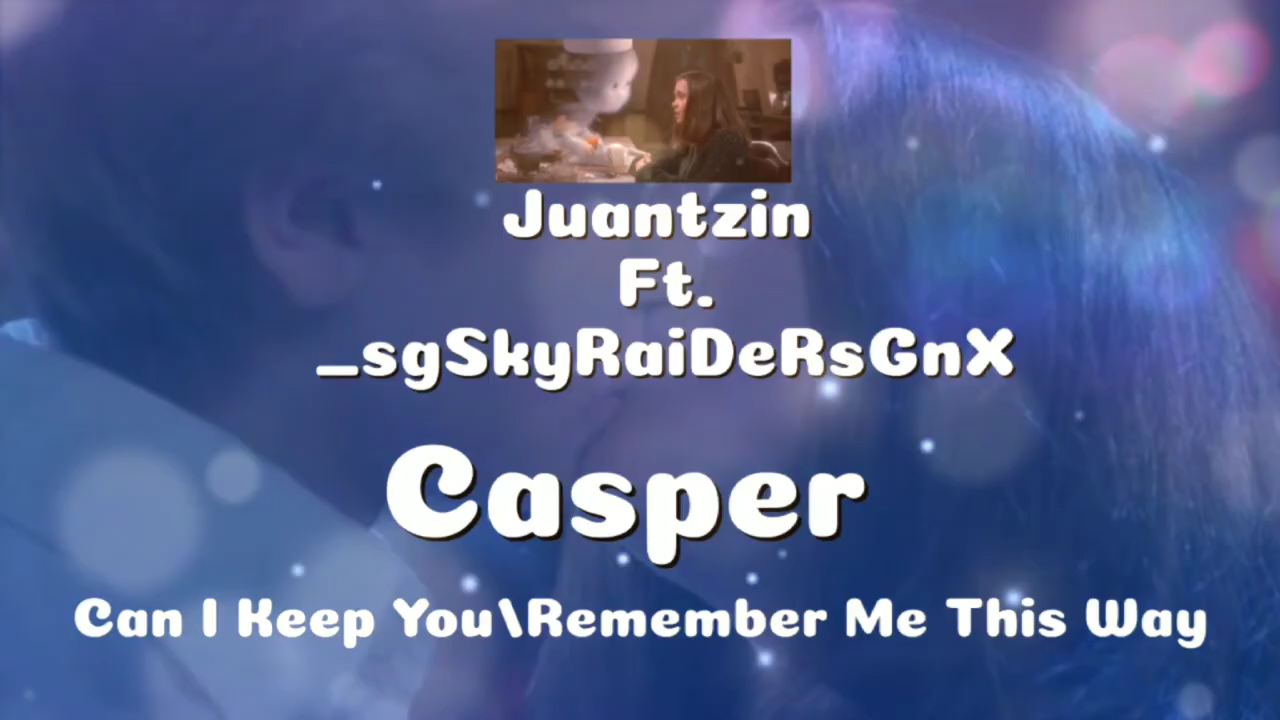 Juantzin
Ft.
_sgSkyRaiDeRsGnX
Casper
Can I Keep You\Remember Me This Way